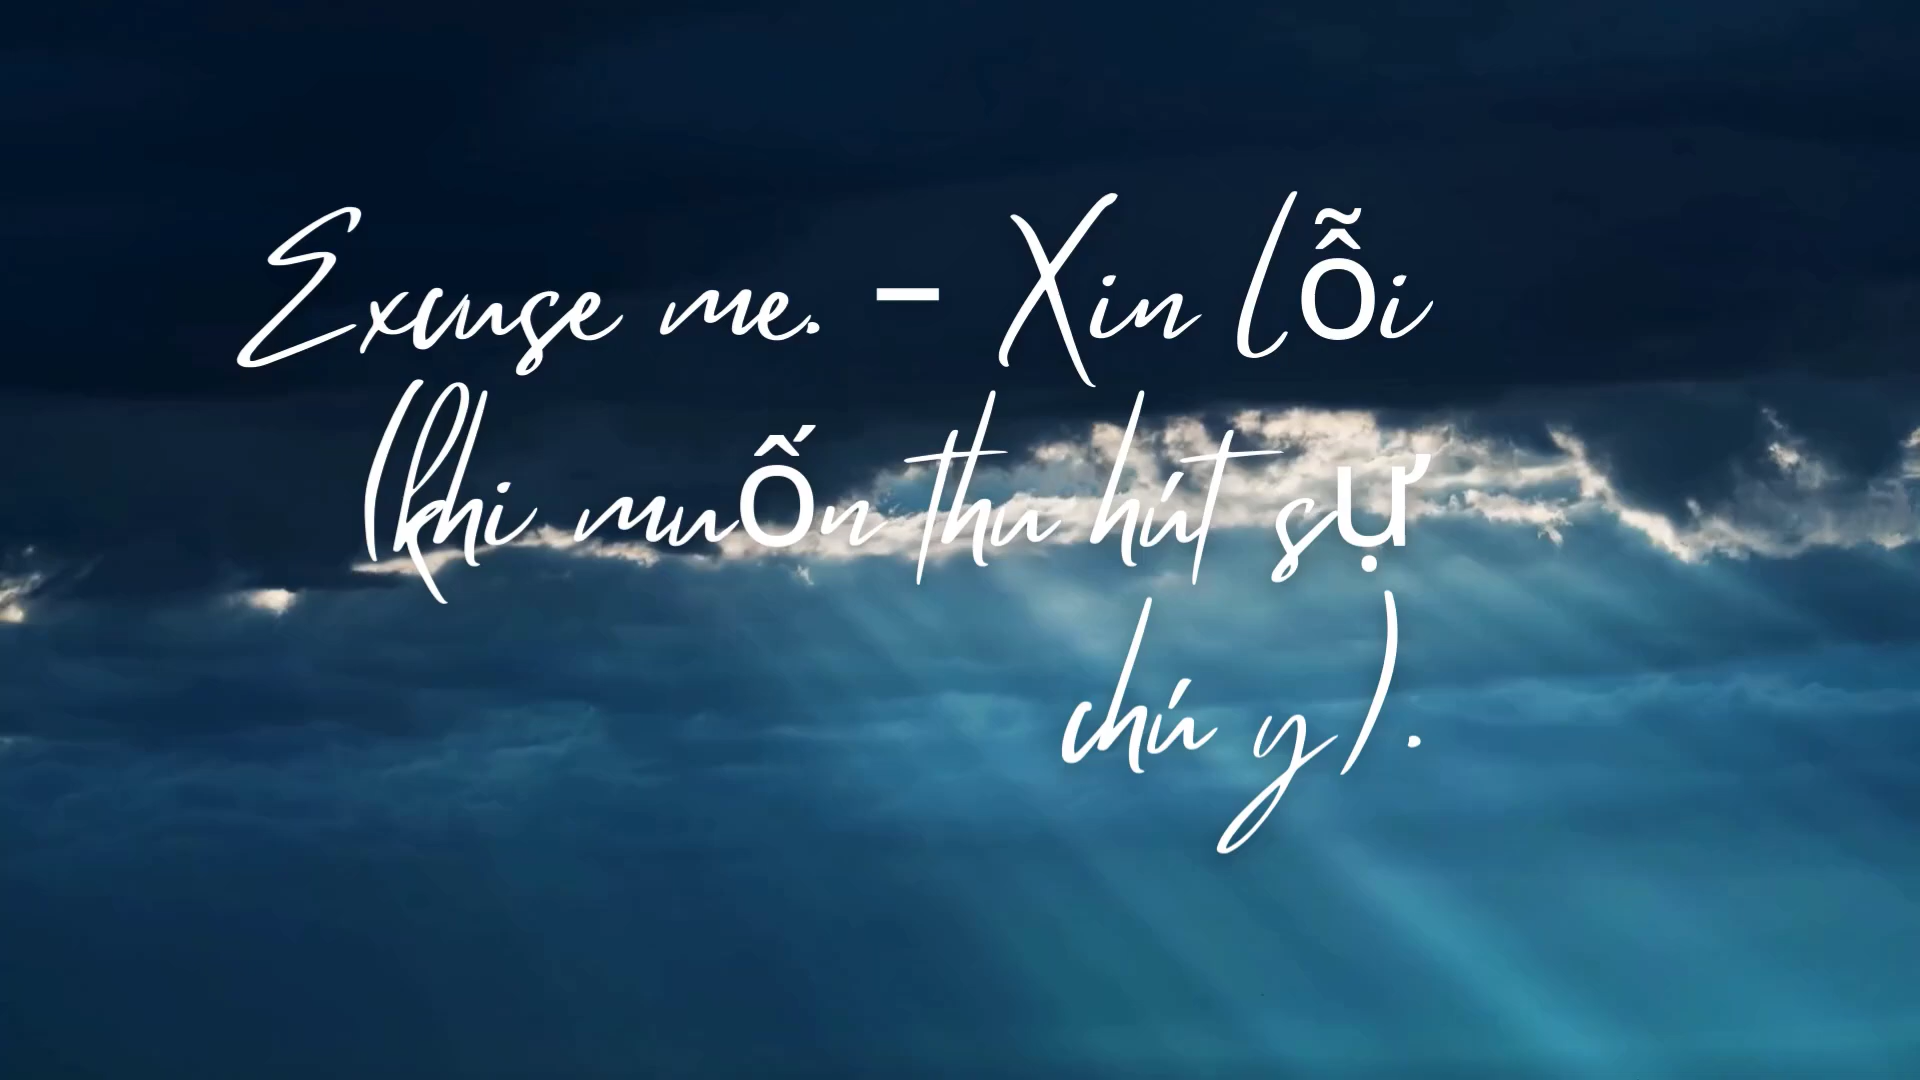 Excuse me. – Xin lỗi
(khi muốn thu hút sự
chú y).